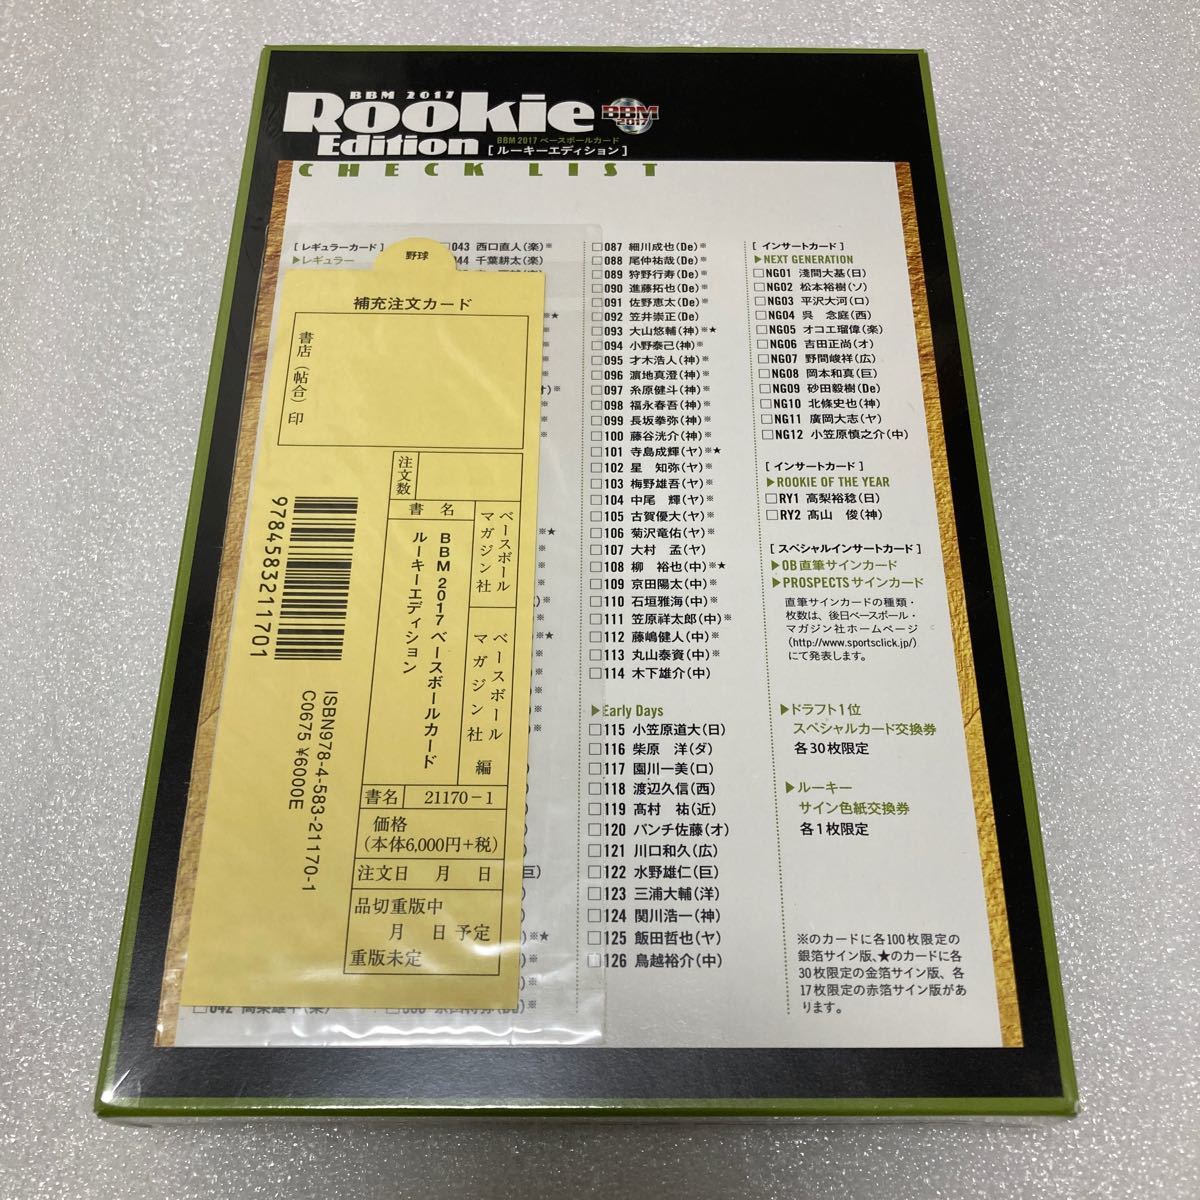 BBM 2017
Rookie
Edition
BBM
2017
BBM 2017 ベースボールカード
[ルーキーエディション]
CHECK LIST
[レギュラーカード]
▶レギュラー
043 西口直人(楽)※
044 千葉耕太(楽)
野球
補充注文カード
書店(帖合)印
注文数
書名
BBM 2017 ベースボールカード
ルーキーエディション
ベースボール
マガジン社
ベースボール
マガジン社 編
書名 21170-1
価格
(本体6,000円+税)
注文日 月 日
品切重版中
月 日 予定
重版未定
9784583211701
ISBN978-4-583-21170-1
C0675 ¥6000E
□087 細川成也(De)※
□088 尾仲祐哉(De)※
□089 狩野行寿(De)※
□090 進藤拓也(De)※
□091 佐野恵太(De)※
□092 笠井崇正(De)
□093 大山悠輔(神)※★
□094 小野泰己(神)※
□095 才木浩人(神)※
□096 濵地真澄(神)※
□097 糸原健斗(神)※
□098 福永春吾(神)※
□099 長坂拳弥(神)※
□100 藤谷洸介(神)※
□101 寺島成輝(ヤ)※★
□102 星 知弥(ヤ)※
□103 梅野雄吾(ヤ)※
□104 中尾 輝(ヤ)※
□105 古賀優大(ヤ)※
□106 菊沢竜佑(ヤ)※
□107 大村 孟(ヤ)
□108 柳 裕也(中)※★
□109 京田陽太(中)※
□110 石垣雅海(中)※
□111 笠原祥太郎(中)※
□112 藤嶋健人(中)※
□113 丸山泰資(中)※
□114 木下雄介(中)
▶Early Days
□115 小笠原道大(日)
□116 柴原 洋(ダ)
□117 園川一美(ロ)
□118 渡辺久信(西)
□119 髙村 祐(近)
□120 パンチ佐藤(オ)
□121 川口和久(広)
□122 水野雄仁(巨)
□123 三浦大輔(洋)
□124 関川浩一(神)
□125 飯田哲也(ヤ)
□126 鳥越裕介(中)
[インサートカード]
▶NEXT GENERATION
□NG01 淺間大基(日)
□NG02 松本裕樹(ソ)
□NG03 平沢大河(ロ)
□NG04 呉 念庭(西)
□NG05 オコエ瑠偉(楽)
□NG06 吉田正尚(オ)
□NG07 野間峻祥(広)
□NG08 岡本和真(巨)
□NG09 砂田毅樹(De)
□NG10 北條史也(神)
□NG11 廣岡大志(ヤ)
□NG12 小笠原慎之介(中)
[インサートカード]
▶ROOKIE OF THE YEAR
□RY1 高梨裕稔(日)
□RY2 髙山 俊(神)
[スペシャルインサートカード]
▶OB直筆サインカード
▶PROSPECTSサインカード
直筆サインカードの種類・
枚数は、後日ベースボール・
マガジン社ホームページ
(http://www.sportsclick.jp/)
にて発表します。
▶ドラフト1位
スペシャルカード交換券
各30枚限定
▶ルーキー
サイン色紙交換券
各1枚限定
※のカードに各100枚限定の
銀箔サイン版、★のカードに各
30枚限定の金箔サイン版、各
17枚限定の赤箔サイン版があ
ります。